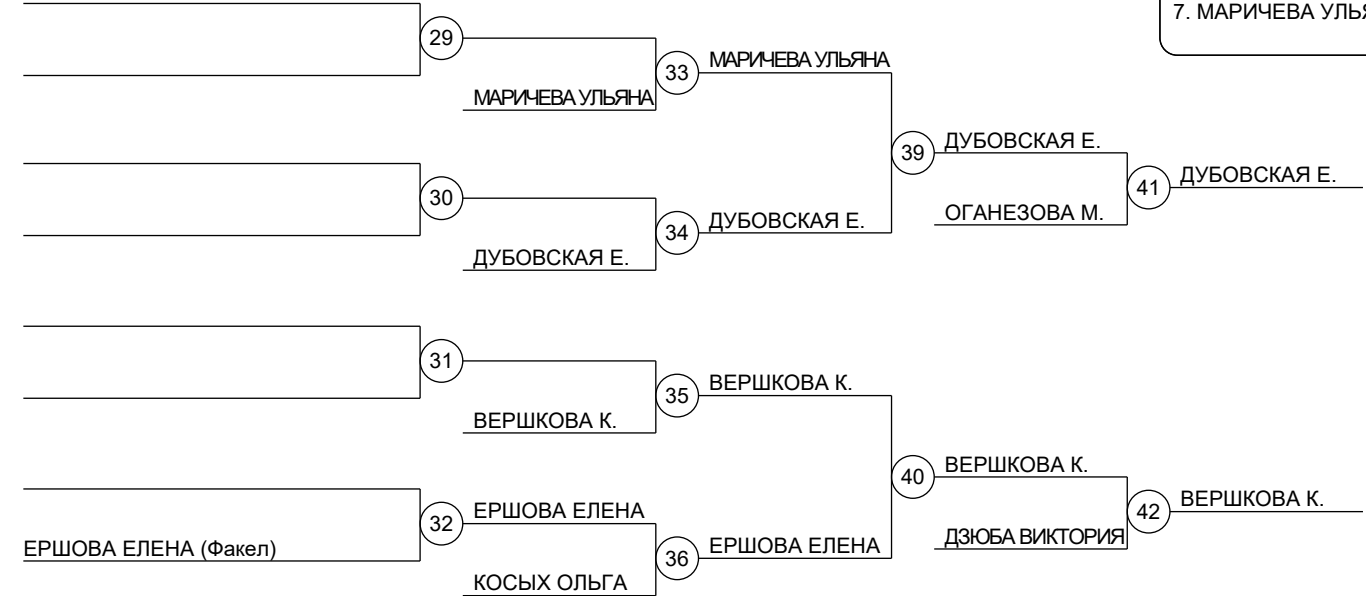 7. МАРИЧЕВА
29
МАРИЧЕВА УЛЬЯНА
33
МАРИЧЕВА УЛЬЯНА
30
ДУБОВСКАЯ Е.
34
ДУБОВСКАЯ Е.
39
ДУБОВСКАЯ Е.
ОГАНЕЗОВА М.
41
ДУБОВСКАЯ Е.
31
ВЕРШКОВА К.
35
ВЕРШКОВА К.
ЕРШОВА ЕЛЕНА (Факел)
32
ЕРШОВА ЕЛЕНА
КОСЫХ ОЛЬГА
36
ЕРШОВА ЕЛЕНА
40
ВЕРШКОВА К.
ДЗЮБА ВИКТОРИЯ
42
ВЕРШКОВА К.